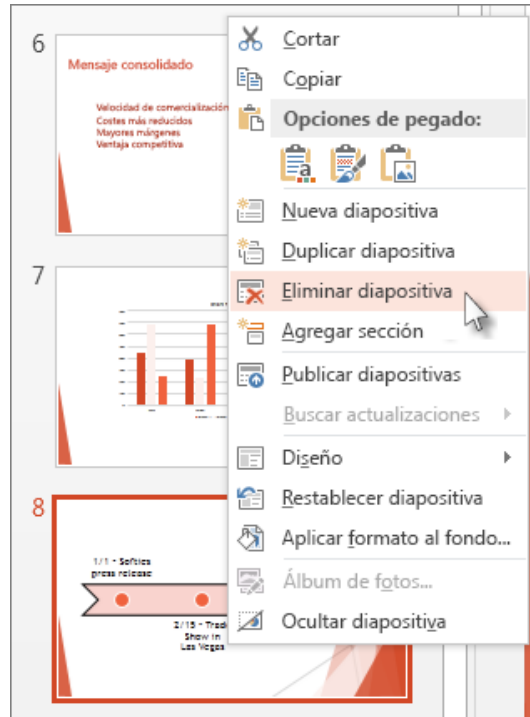 6
Mensaje consolidado
Velocidad de comercialización
Costes más reducidos
Mayores márgenes
Ventaja competitiva
7
8
1/1 - Softies
press release
2/15 - Trade
Show in
Las Vegas
Cortar
Copiar
Opciones de pegado:
Nueva diapositiva
Duplicar diapositiva
Eliminar diapositiva
Agregar sección
Publicar diapositivas
Buscar actualizaciones
Diseño
Restablecer diapositiva
Aplicar formato al fondo...
Álbum de fotos...
Ocultar diapositiva